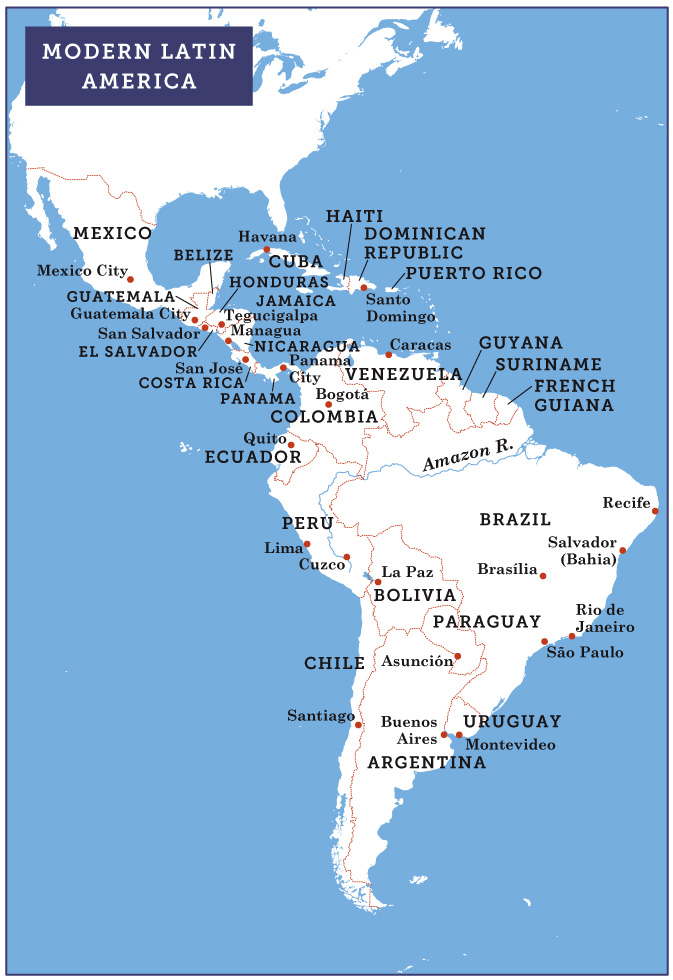 MODERN LATIN
AMERICA
HAITI
DOMINICAN
REPUBLIC
MEXICO
Havana
CUBA
BELIZE
PUERTO RICO
Mexico City
HONDURAS
GUATEMALA
JAMAICA
Santo
Domingo
Guatemala City
Tegucigalpa
San Salvador
Managua
EL SALVADOR
NICARAGUA
Caracas
GUYANA
San José
Panama
City
SURINAME
COSTA RICA
VENEZUELA
FRENCH
GUIANA
PANAMA
Bogotá
COLOMBIA
Quito
ECUADOR
Amazon R.
Recife
PERU
BRAZIL
Lima
Salvador
(Bahia)
Cuzco
La Paz
Brasília
BOLIVIA
Rio de
Janeiro
PARAGUAY
São Paulo
CHILE
Asunción
Santiago
Buenos
Aires
URUGUAY
Montevideo
ARGENTINA